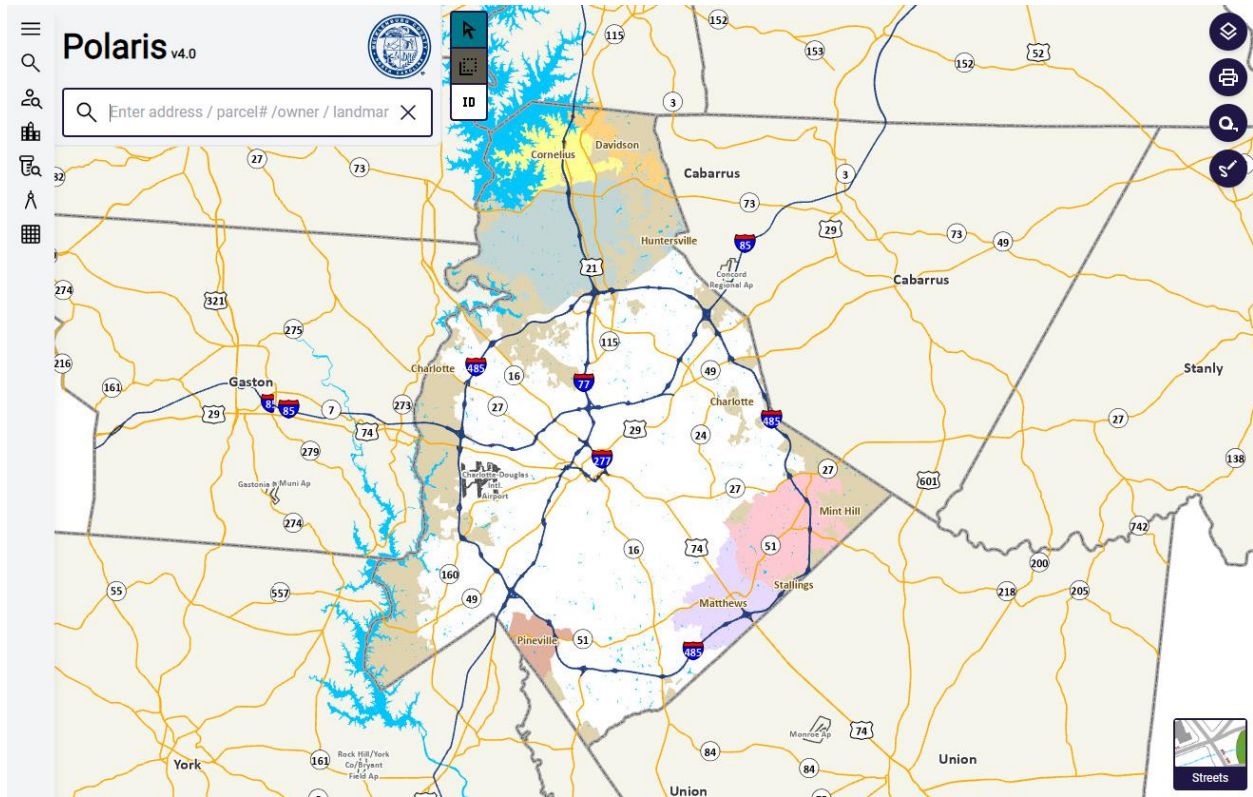 Polaris v4.0
Enter address / parcel# /owner / landmar
ID
115
152
153
52
152
3
27
73
Cornelius
Davidson
Cabarrus
3
73
29
73
49
Huntersville
85
21
Concord
Regional Ap
Cabarrus
274
321
275
115
Charlotte
485
16
49
Stanly
216
161
Gaston
77
85
29
7
273
27
Charlotte
74
29
24
485
27
279
277
Charlotte-Douglas
Intl.
Airport
27
27
601
138
Gastonia Muni Ap
274
Mint Hill
742
16
74
51
200
55
557
160
49
Stallings
218
205
Matthews
Pineville
51
485
Monroe Ap
74
84
York
161
Rock Hill/York
Co/Bryant
Field Ap
84
Union
Union
Streets